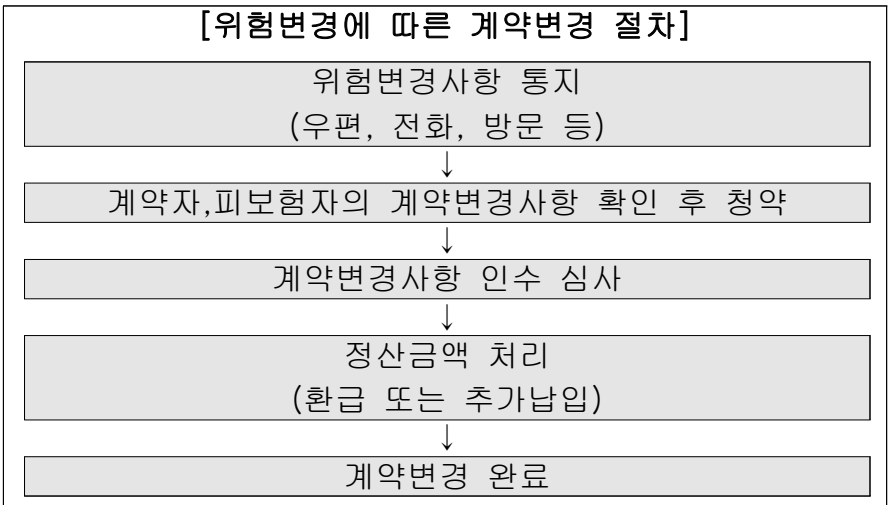 [위험변경에 따른 계약변경 절차]
위험변경사항 통지
(우편, 전화, 방문 등)
↓
계약자,피보험자의 계약변경사항 확인 후 청약
↓
계약변경사항 인수 심사
↓
정산금액 처리
(환급 또는 추가납입)
↓
계약변경 완료